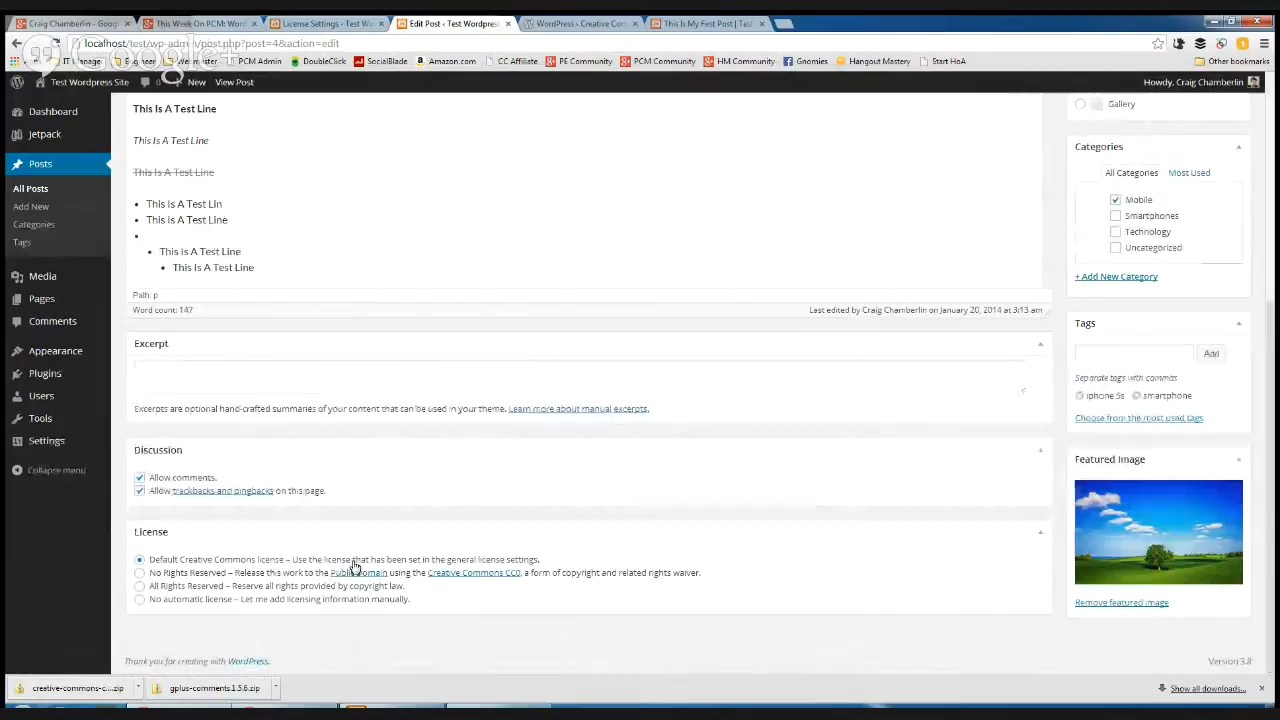 Craig Chamberlin - Goog
This Week On PCM: Word
License Settings ‹ Test Wo
Edit Post ‹ Test Wordpress
WordPress › Creative Com
This Is My First Post | Test
localhost/test/wp-admin/post.php?post=4&action=edit
Google+
IT Manage
Engineer
Webmaster
PCM Admin
DoubleClick
SocialBlade
Amazon.com
CC Affiliate
PE Community
PCM Community
HM Community
Gnomies
Hangout Mastery
Start HoA
Other bookmarks
Test Wordpress Site
0
New
View Post
Howdy, Craig Chamberlin
Dashboard
Jetpack
Posts
All Posts
Add New
Categories
Tags
Media
Pages
Comments
Appearance
Plugins
Users
Tools
Settings
Collapse menu
This Is A Test Line
This Is A Test Line
This Is A Test Line
This Is A Test Lin
This Is A Test Line
This Is A Test Line
This Is A Test Line
Path: p
Word count: 147
Last edited by Craig Chamberlin on January 20, 2014 at 3:13 am
Excerpt
Excerpts are optional hand-crafted summaries of your content that can be used in your theme. Learn more about manual excerpts.
Discussion
Allow comments.
Allow trackbacks and pingbacks on this page.
License
Default Creative Commons license – Use the license that has been set in the general license settings.
No Rights Reserved – Release this work to the Public Domain using the Creative Commons CC0, a form of copyright and related rights waiver.
All Rights Reserved – Reserve all rights provided by copyright law.
No automatic license – Let me add licensing information manually.
Thank you for creating with WordPress.
Version 3.8
Gallery
Categories
All Categories
Most Used
Mobile
Smartphones
Technology
Uncategorized
+ Add New Category
Tags
Add
Separate tags with commas
iphone 5s
smartphone
Choose from the most used tags
Featured Image
Remove featured image
creative-commons-c....zip
gplus-comments.1.5.6.zip
Show all downloads...